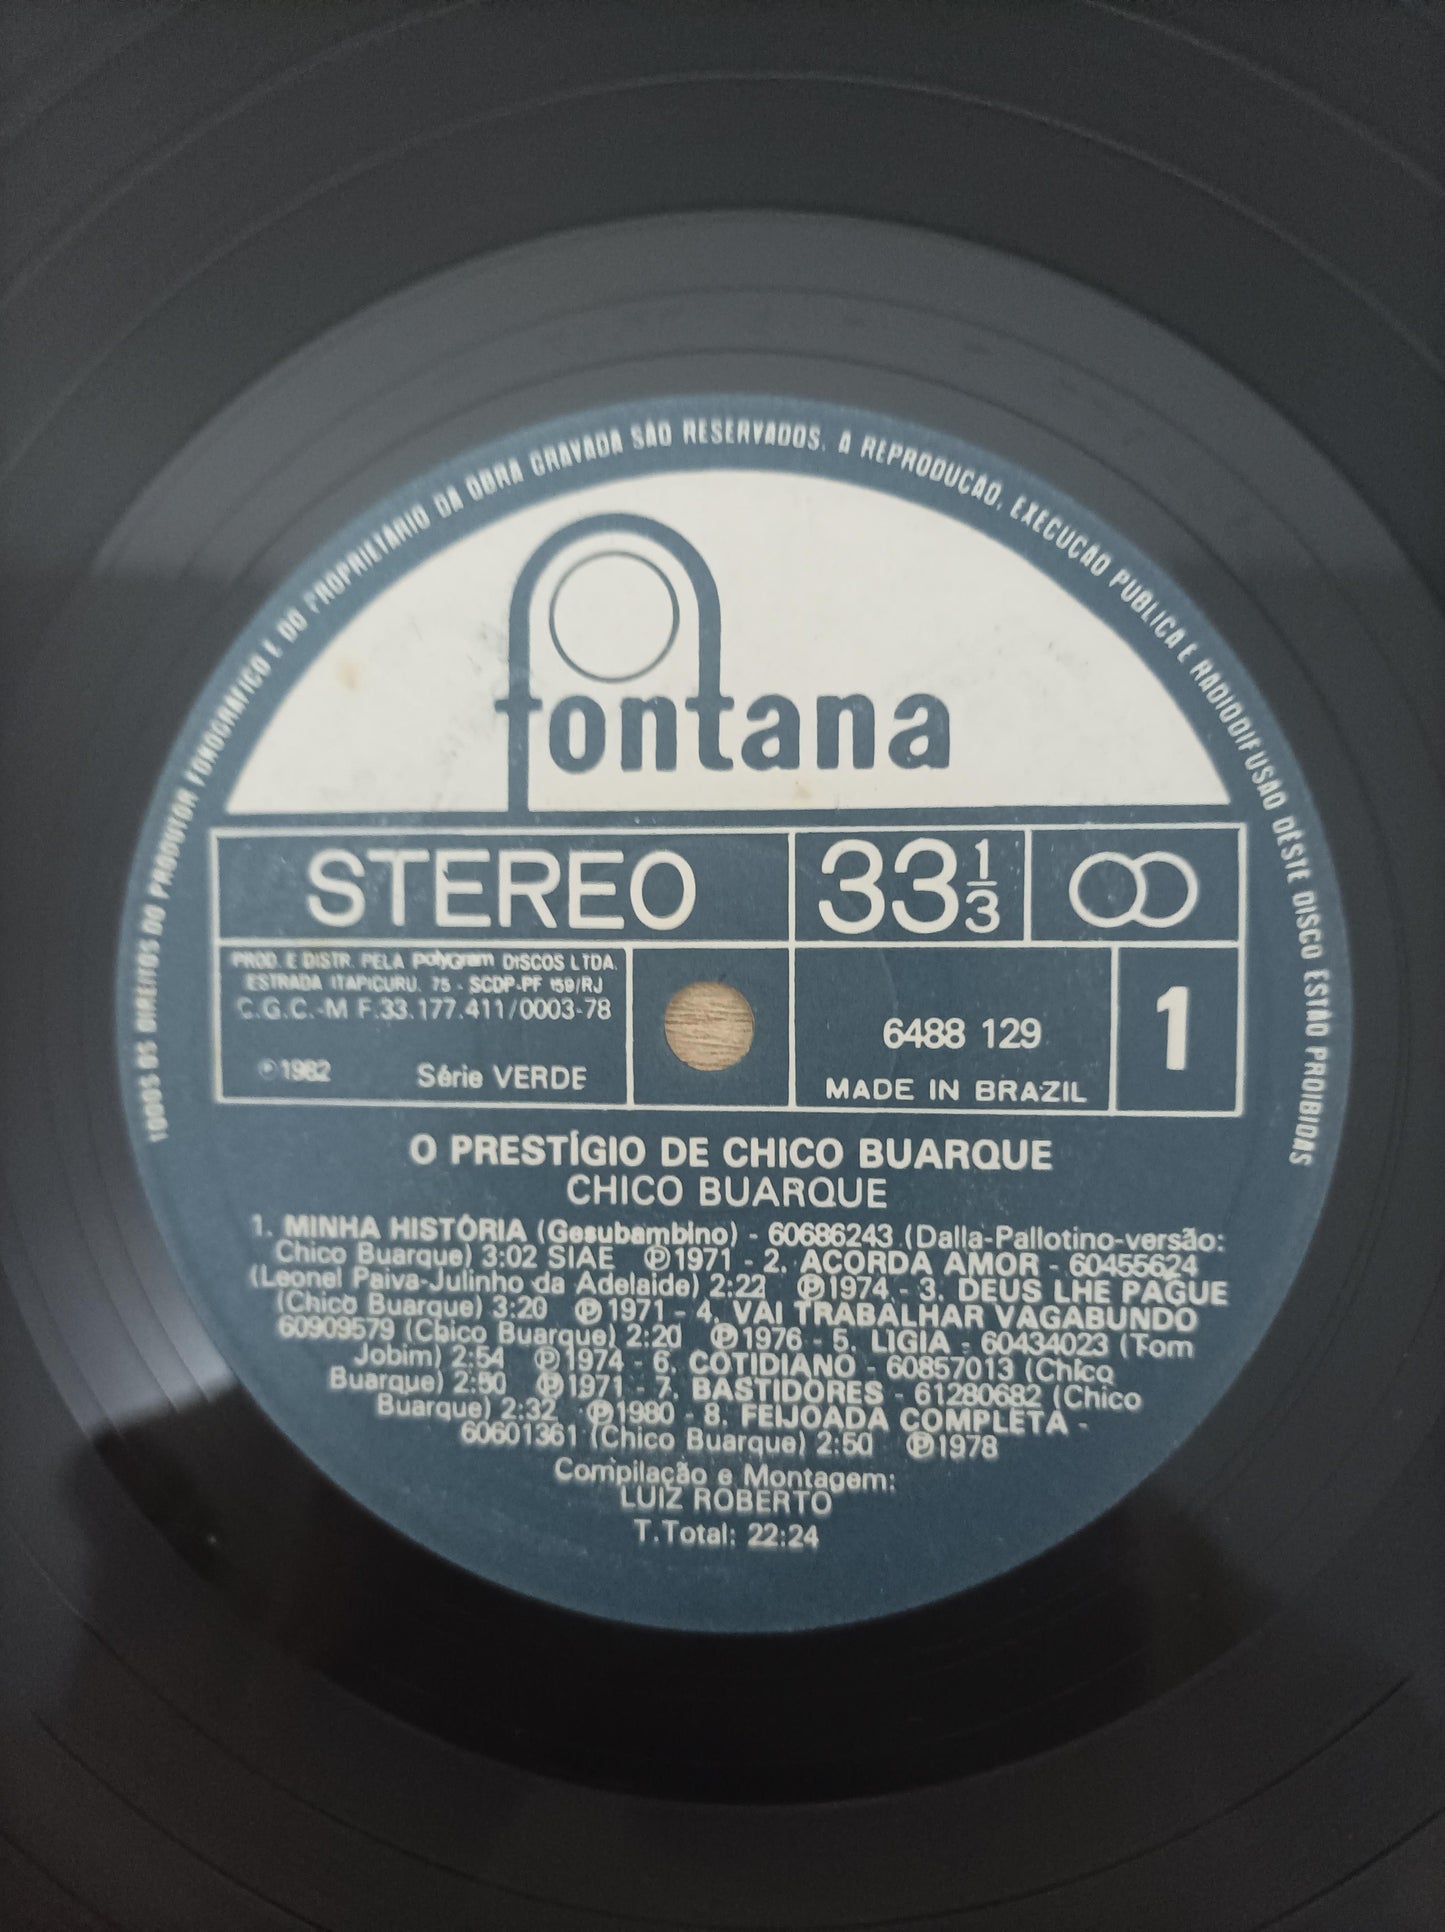 TODOS OS DIREITOS DO PRODUTOR FONOGRÁFICO E DO PROPRIETÁRIO DA OBRA GRAVADA SÃO RESERVADOS. A REPRODUÇÃO, EXECUÇÃO PÚBLICA E RADIODIFUSÃO DÊSTE DISCO ESTÃO PROIBIDAS
fontana
STEREO
33 1/3
PROD. E DISTR. PELA PolyGram DISCOS LTDA.
ESTRADA ITAPICURU, 75 - SCDP-PF 159/RJ
C.G.C.-M F.33.177.411/0003-78
℗1982 Série VERDE
6488 129
MADE IN BRAZIL
1
O PRESTÍGIO DE CHICO BUARQUE
CHICO BUARQUE
1. MINHA HISTÓRIA (Gesubambino) - 60686243 (Dalla-Pallotino-versão:
Chico Buarque) 3:02 SIAE ℗1971 - 2. ACORDA AMOR - 60455624
(Leonel Paiva-Julinho da Adelaide) 2:22 ℗1974 - 3. DEUS LHE PAGUE
(Chico Buarque) 3:20 ℗1971 - 4. VAI TRABALHAR VAGABUNDO
60909579 (Chico Buarque) 2:20 ℗1976 - 5. LIGIA - 60434023 (Tom
Jobim) 2:54 ℗1974 - 6. COTIDIANO - 60857013 (Chico
Buarque) 2:50 ℗1971 - 7. BASTIDORES - 61280682 (Chico
Buarque) 2:32 ℗1980 - 8. FEIJOADA COMPLETA -
60601361 (Chico Buarque) 2:50 ℗1978
Compilação e Montagem:
LUIZ ROBERTO
T.Total: 22:24